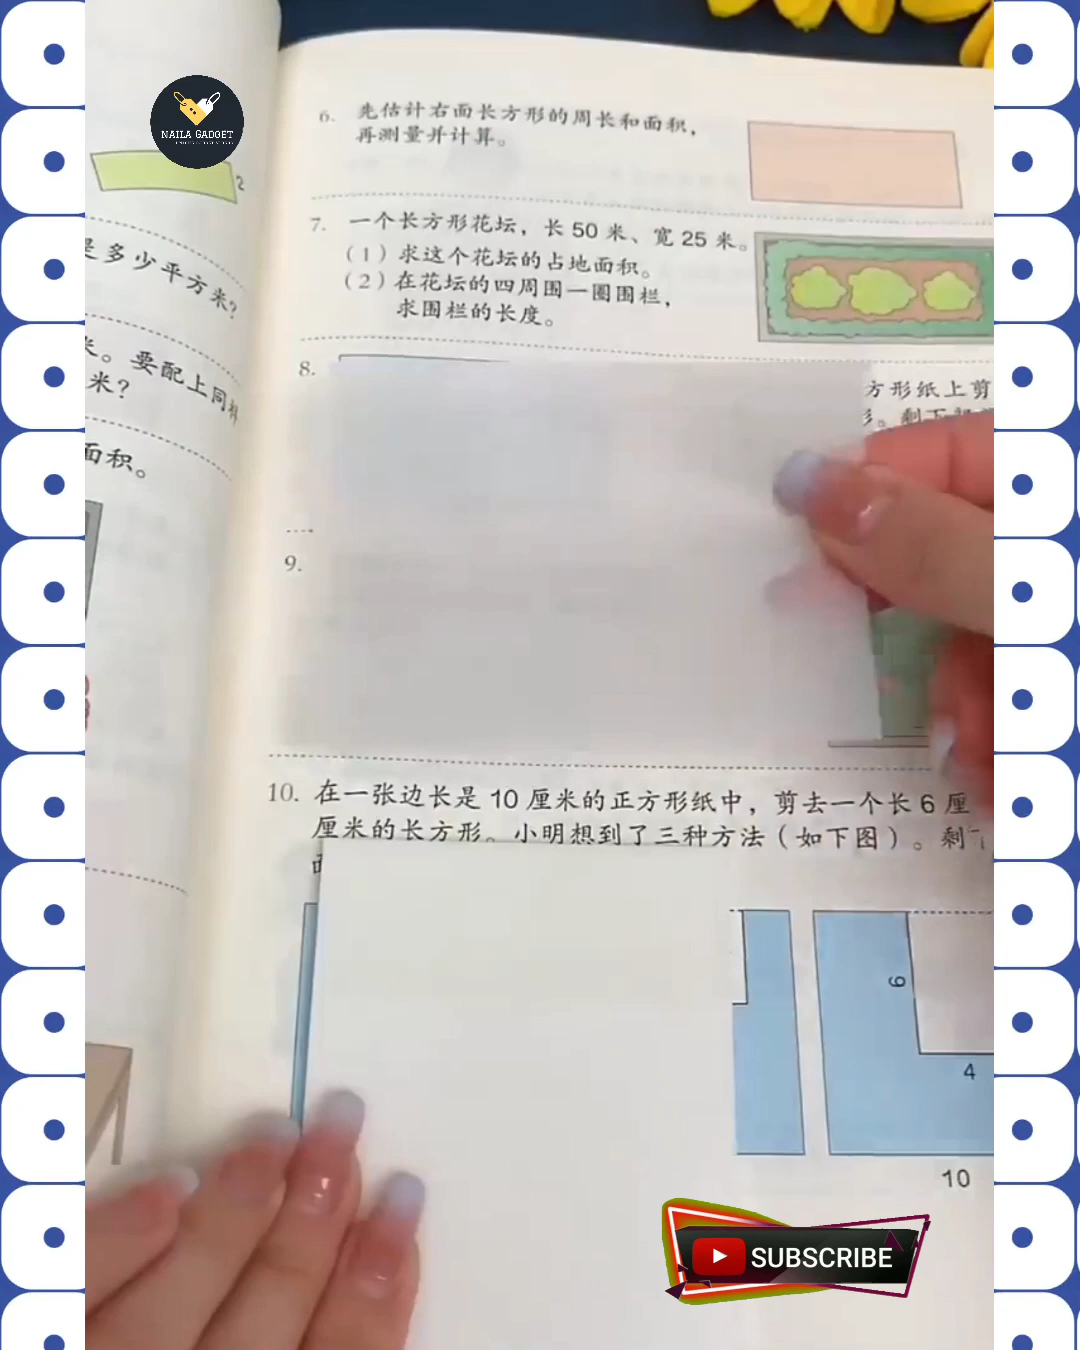 NAILA GADGET
2
是多少平方米？
米。要配上同样
米？
面积。
6. 先估计右面长方形的周长和面积，
再测量并计算。
7. 一个长方形花坛，长 50 米、宽 25 米。
（1）求这个花坛的占地面积。
（2）在花坛的四周围一圈围栏，
求围栏的长度。
8.
方形纸上剪
形。剩下
9.
10. 在一张边长是 10 厘米的正方形纸中，剪去一个长 6 厘
厘米的长方形。小明想到了三种方法（如下图）。剩
6
4
10
SUBSCRIBE